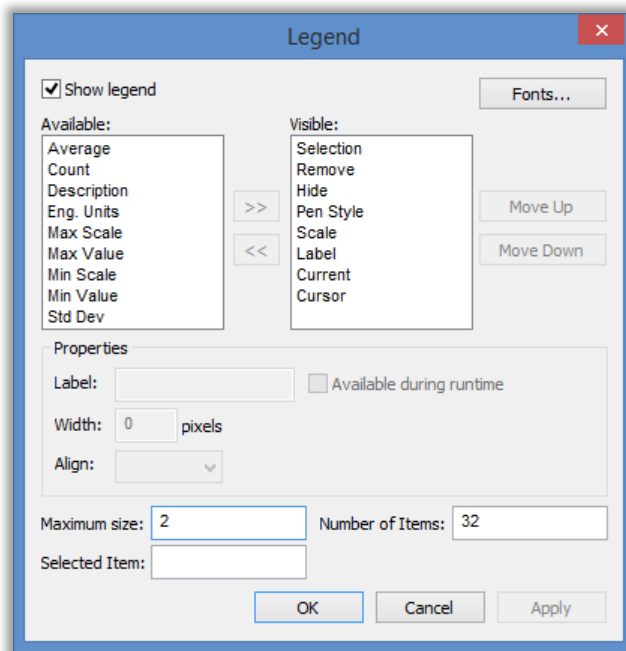 Legend
Show legend
Fonts...
Available:
Visible:
Average
Count
Description
Eng. Units
Max Scale
Max Value
Min Scale
Min Value
Std Dev
>>
<<
Selection
Remove
Hide
Pen Style
Scale
Label
Current
Cursor
Move Up
Move Down
Properties
Label:
Available during runtime
Width: 0 pixels
Align:
Maximum size: 2 Number of Items: 32
Selected Item:
OK Cancel Apply